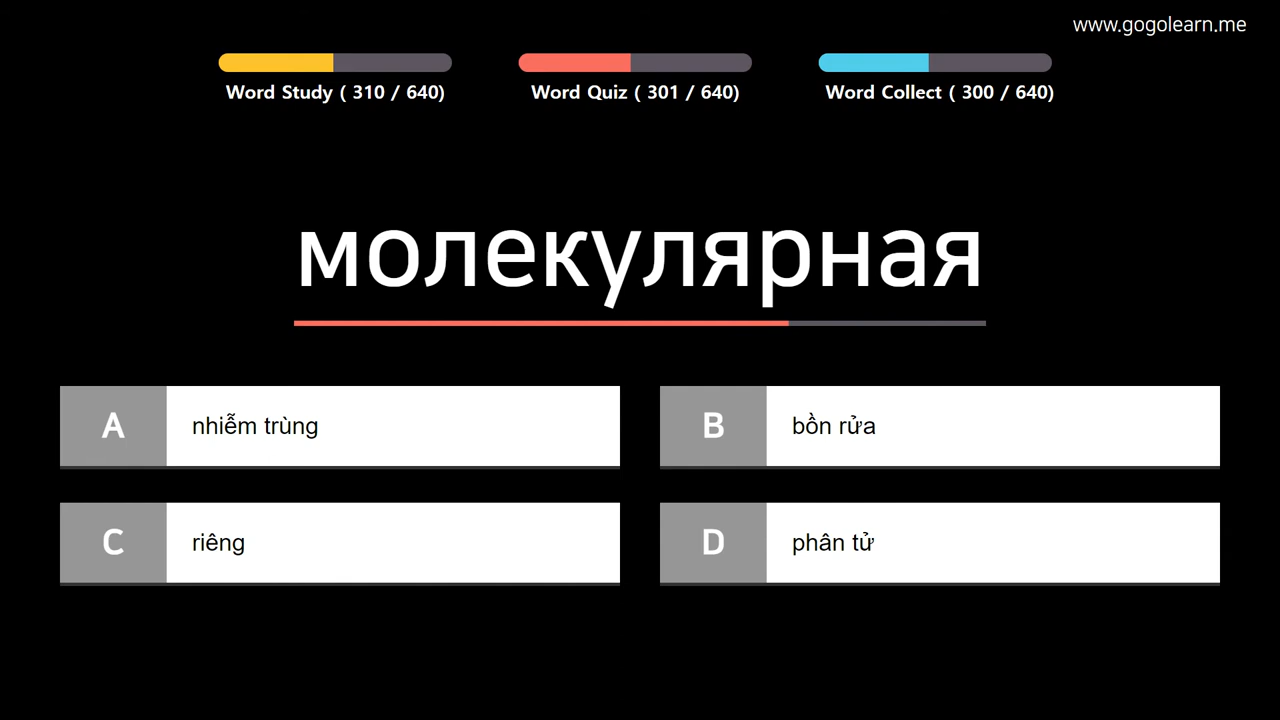 www.gogolearn.me
Word Study ( 310 / 640)
Word Quiz ( 301 / 640)
Word Collect ( 300 / 640)
молекулярная
A nhiễm trùng
B bồn rửa
C riêng
D phân tử